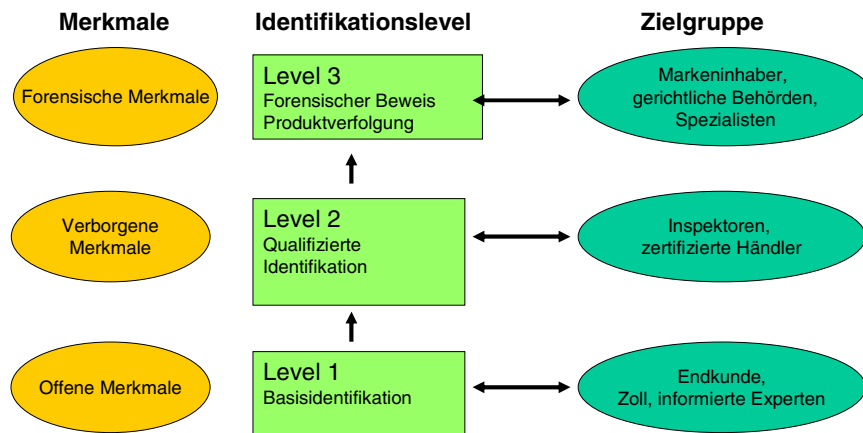 Merkmale
Identifikationslevel
Zielgruppe
Forensische Merkmale
Level 3
Forensischer Beweis
Produktverfolgung
Markeninhaber,
gerichtliche Behörden,
Spezialisten
Verborgene
Merkmale
Level 2
Qualifizierte
Identifikation
Inspektoren,
zertifizierte Händler
Offene Merkmale
Level 1
Basisidentifikation
Endkunde,
Zoll, informierte Experten